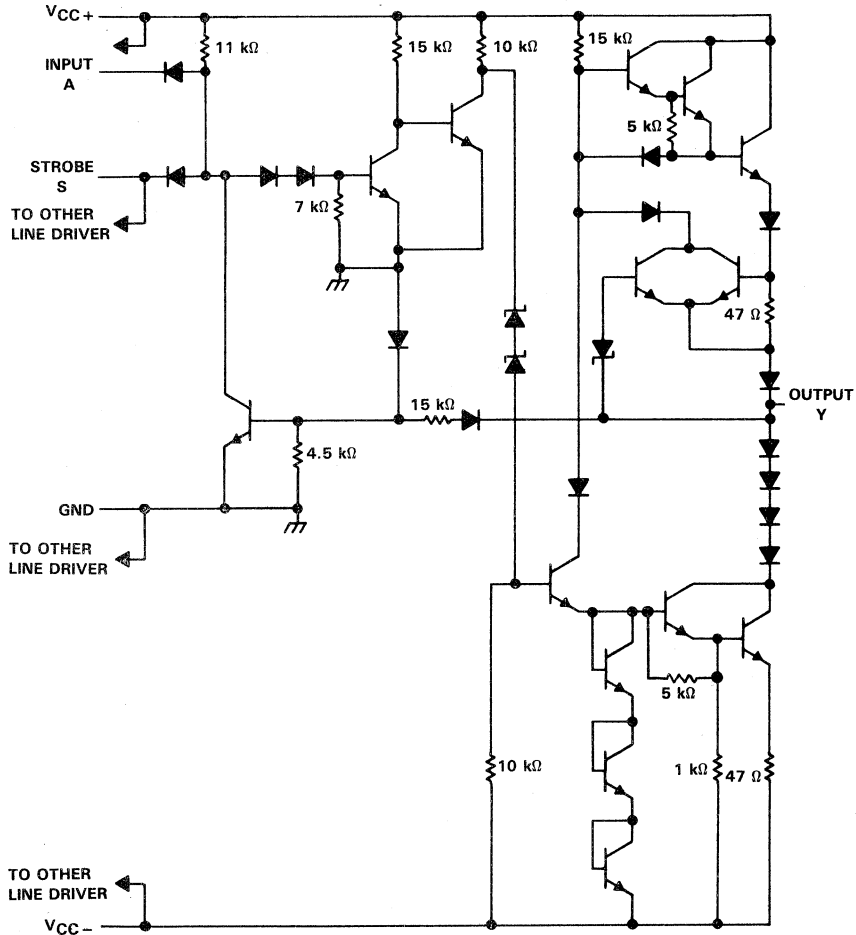 VCC+
11 kΩ
15 kΩ
10 kΩ
15 kΩ
INPUT
A
5 kΩ
STROBE
S
7 kΩ
TO OTHER
LINE DRIVER
47 Ω
15 kΩ
OUTPUT
Y
4.5 kΩ
GND
TO OTHER
LINE DRIVER
5 kΩ
10 kΩ
1 kΩ
47 Ω
TO OTHER
LINE DRIVER
VCC−